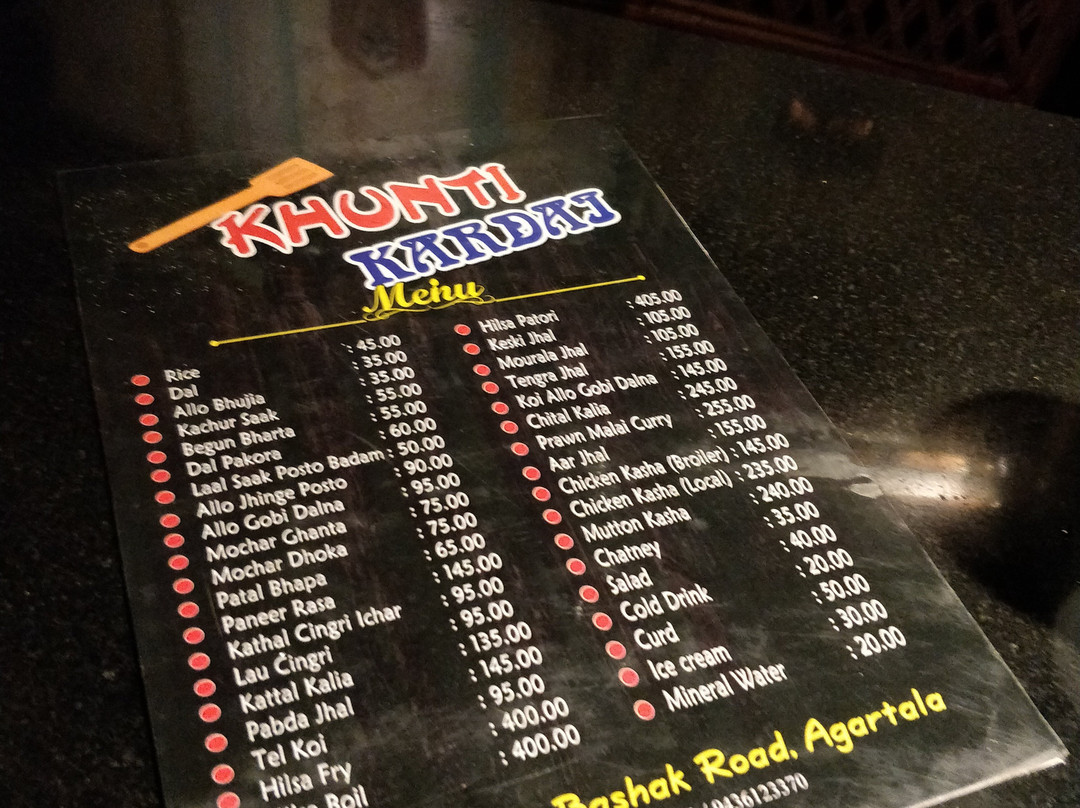 KHUNTI
KARDAI
Menu
Rice : 45.00
Dal : 35.00
Allo Bhujia : 35.00
Kachur Saak : 55.00
Begun Bharta : 55.00
Dal Pakora : 60.00
Laal Saak Posto Badam : 50.00
Allo Jhinge Posto : 90.00
Allo Gobi Dalna : 95.00
Mochar Ghanta : 75.00
Mochar Dhoka : 75.00
Patal Bhapa : 65.00
Paneer Rasa : 145.00
Kathal Cingri Ichar : 95.00
Lau Cingri : 95.00
Kattal Kalia : 135.00
Pabda Jhal : 145.00
Tel Koi : 95.00
Hilsa Fry : 400.00
Boil : 400.00
Hilsa Patori : 405.00
Keski Jhal : 105.00
Mourala Jhal : 105.00
Tengra Jhal : 155.00
Koi Allo Gobi Dalna : 145.00
Chital Kalia : 245.00
Prawn Malai Curry : 255.00
Aar Jhal : 155.00
Chicken Kasha (Broiler) : 145.00
Chicken Kasha (Local) : 235.00
Mutton Kasha : 240.00
Chatney : 35.00
Salad : 40.00
Cold Drink : 20.00
Curd : 50.00
Ice cream : 30.00
Mineral Water : 20.00
Bashak Road, Agartala
/ 9436123370